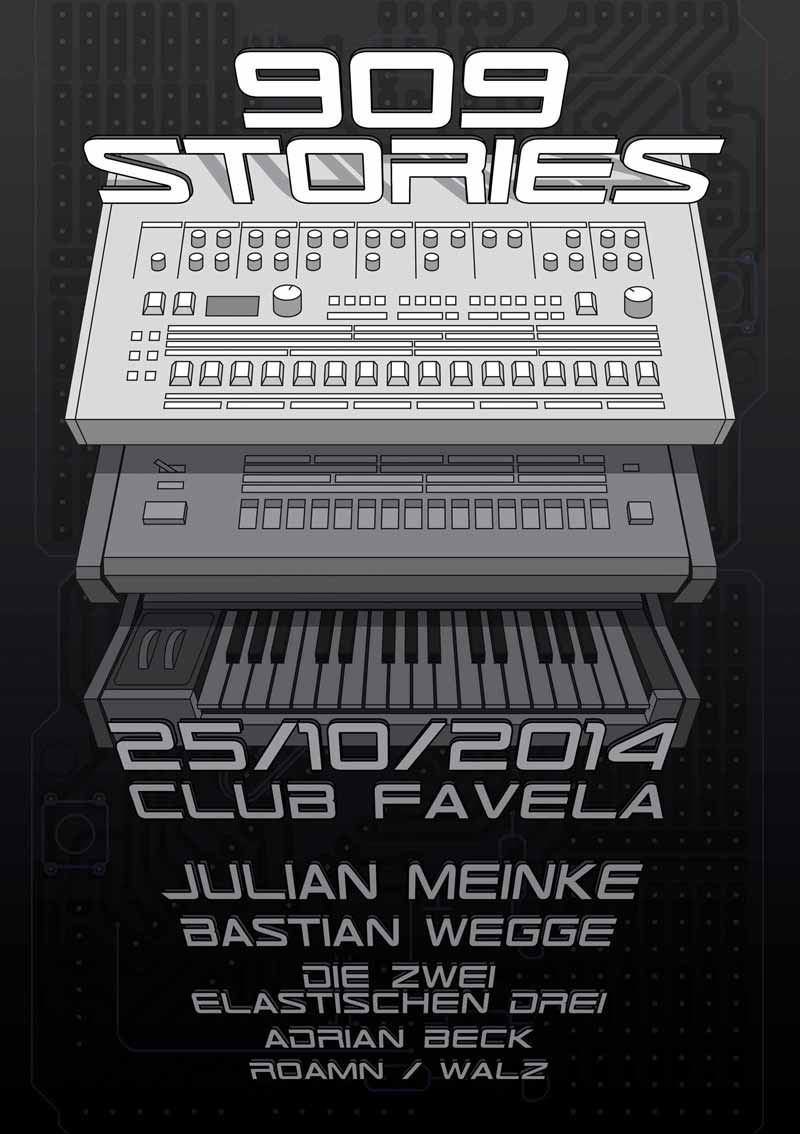 909
STORIES
25/10/2014
CLUB FAVELA
JULIAN MEINKE
BASTIAN WEGGE
DIE ZWEI
ELASTISCHEN DREI
ADRIAN BECK
ROAMN / WALZ